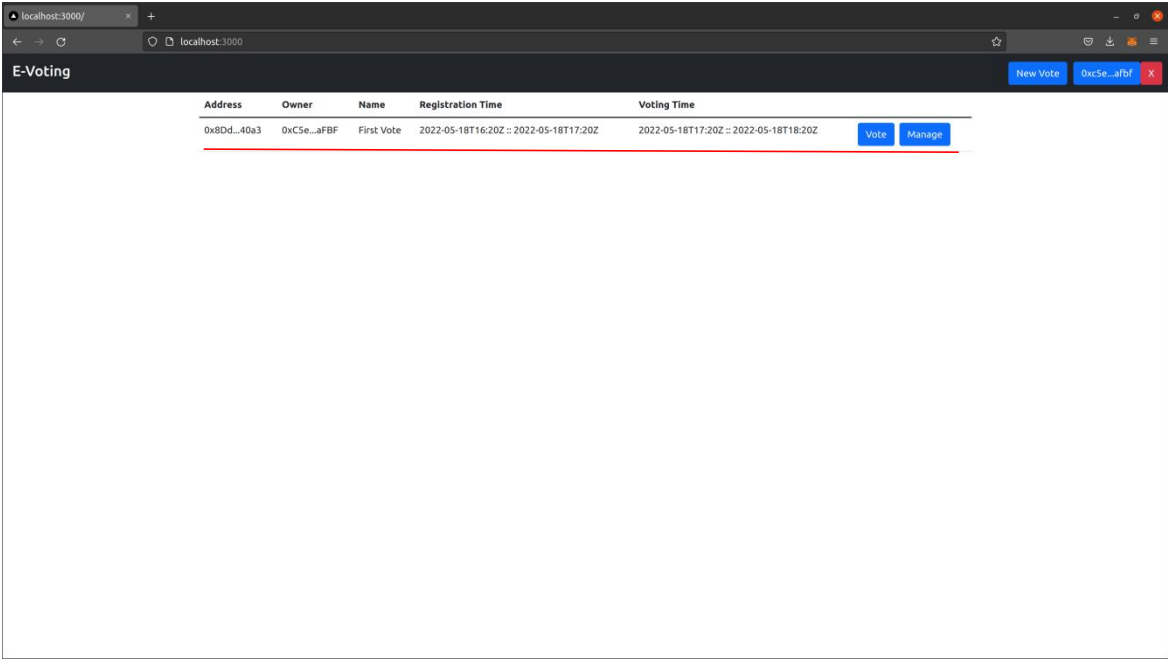 localhost:3000/
localhost:3000
E-Voting
New Vote 0xc5e...afbf X
Address Owner Name Registration Time Voting Time
0x8Dd...40a3 0xC5e...aFBF First Vote 2022-05-18T16:20Z :: 2022-05-18T17:20Z 2022-05-18T17:20Z :: 2022-05-18T18:20Z Vote Manage